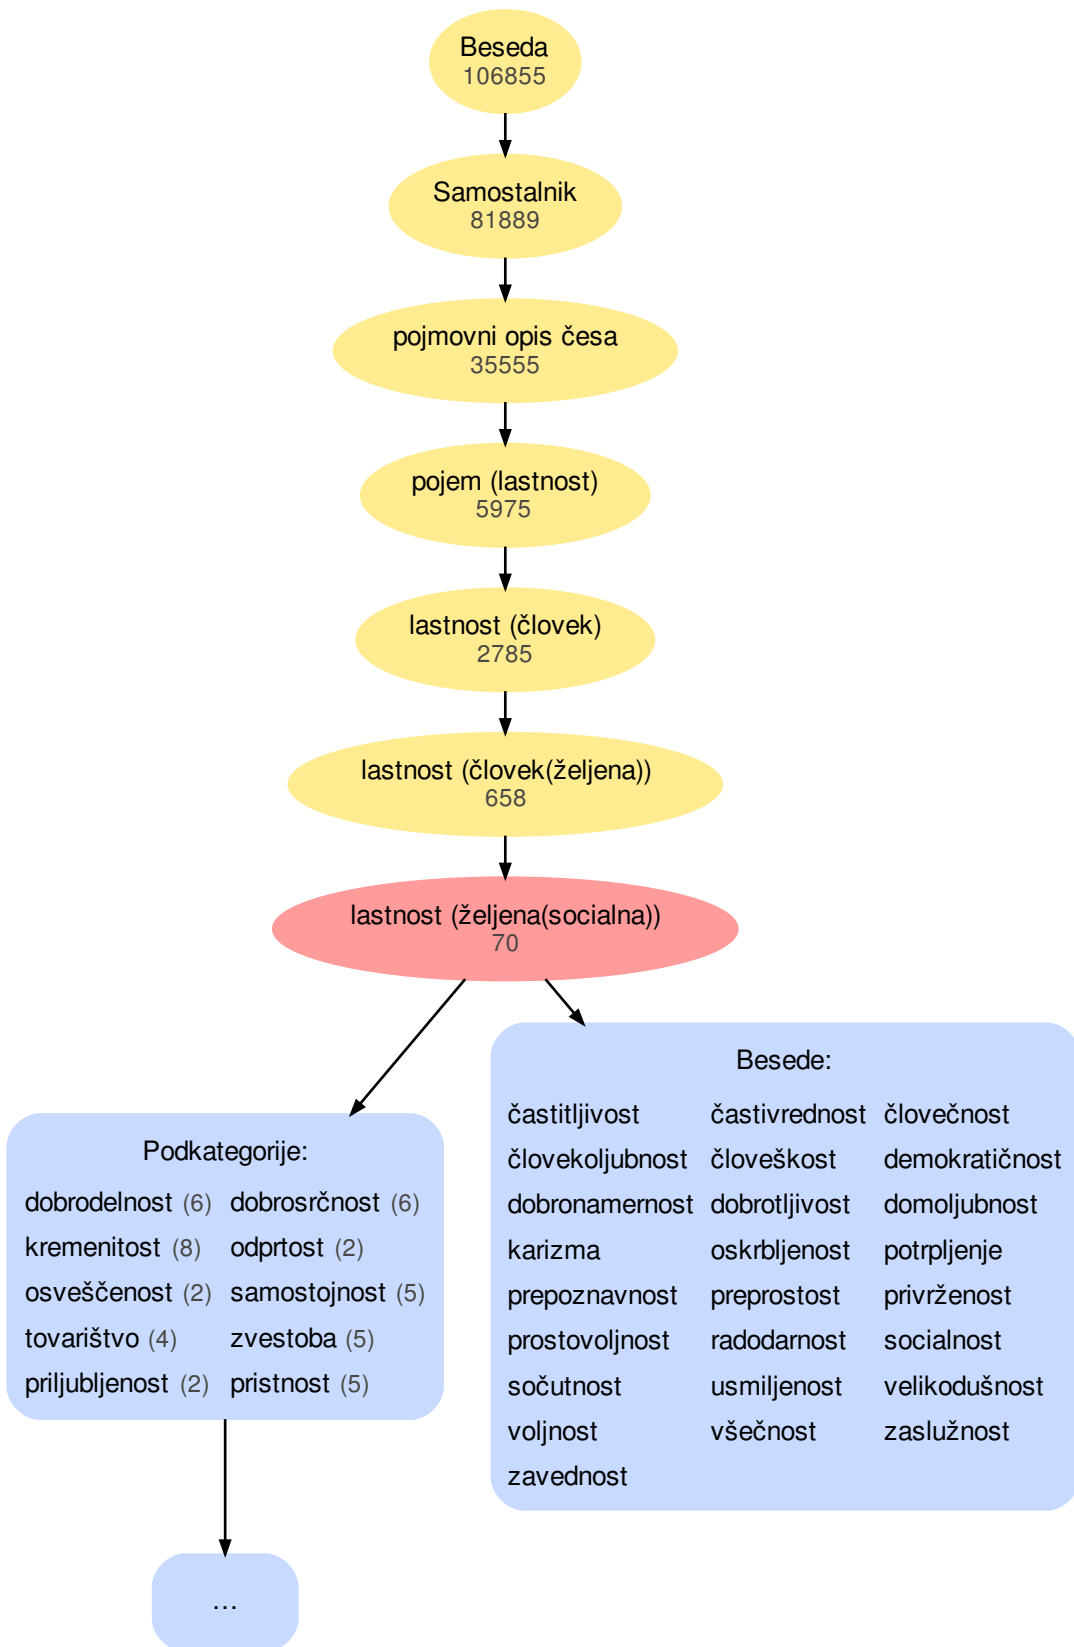 Beseda
106855
Samostalnik
81889
pojmovni opis česa
35555
pojem (lastnost)
5975
lastnost (človek)
2785
lastnost (človek(željena))
658
lastnost (željena(socialna))
70
Podkategorije:
dobrodelnost (6) dobrosrčnost (6)
kremenitost (8) odprtost (2)
osveščenost (2) samostojnost (5)
tovarištvo (4) zvestoba (5)
priljubljenost (2) pristnost (5)
...
Besede:
častitljivost častivrednost človečnost
človekoljubnost človeškost demokratičnost
dobronamernost dobrotljivost domoljubnost
karizma oskrbljenost potrpljenje
prepoznavnost preprostost privrženost
prostovoljnost radodarnost socialnost
sočutnost usmiljenost velikodušnost
voljnost všečnost zaslužnost
zavednost